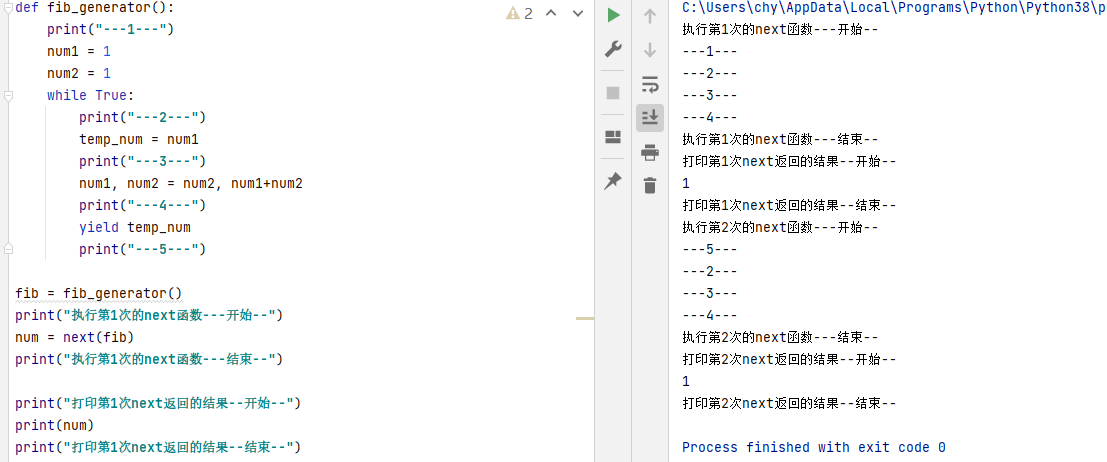 def fib_generator():
    print("---1---")
    num1 = 1
    num2 = 1
    while True:
        print("---2---")
        temp_num = num1
        print("---3---")
        num1, num2 = num2, num1+num2
        print("---4---")
        yield temp_num
        print("---5---")

fib = fib_generator()
print("执行第1次的next函数---开始--")
num = next(fib)
print("执行第1次的next函数---结束--")

print("打印第1次next返回的结果--开始--")
print(num)
print("打印第1次next返回的结果--结束--")
2
C:\Users\chy\AppData\Local\Programs\Python\Python38\p
执行第1次的next函数---开始--
---1---
---2---
---3---
---4---
执行第1次的next函数---结束--
打印第1次next返回的结果--开始--
1
打印第1次next返回的结果--结束--
执行第2次的next函数---开始--
---5---
---2---
---3---
---4---
执行第2次的next函数---结束--
打印第2次next返回的结果--开始--
1
打印第2次next返回的结果--结束--

Process finished with exit code 0